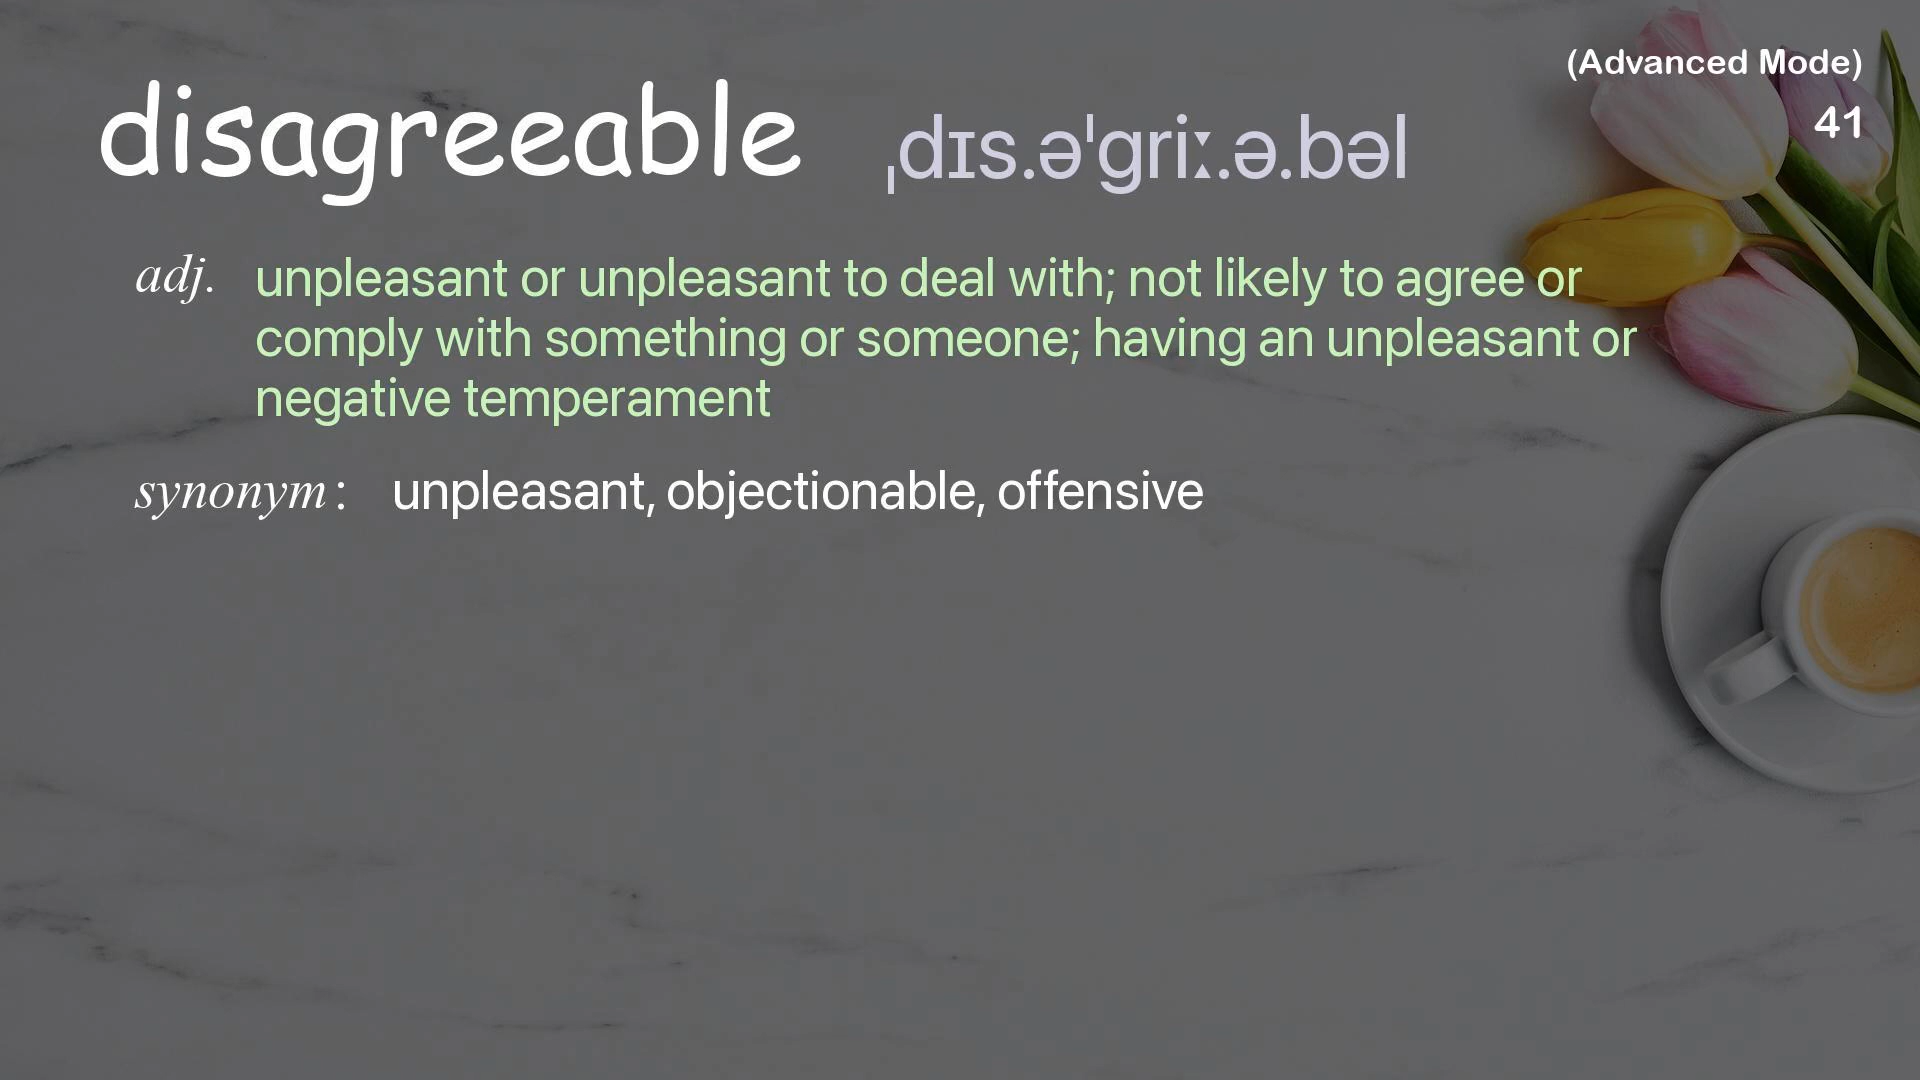 (Advanced Mode)
41
disagreeable ˌdɪs.əˈɡriː.ə.bəl
adj. unpleasant or unpleasant to deal with; not likely to agree or
comply with something or someone; having an unpleasant or
negative temperament
synonym : unpleasant, objectionable, offensive